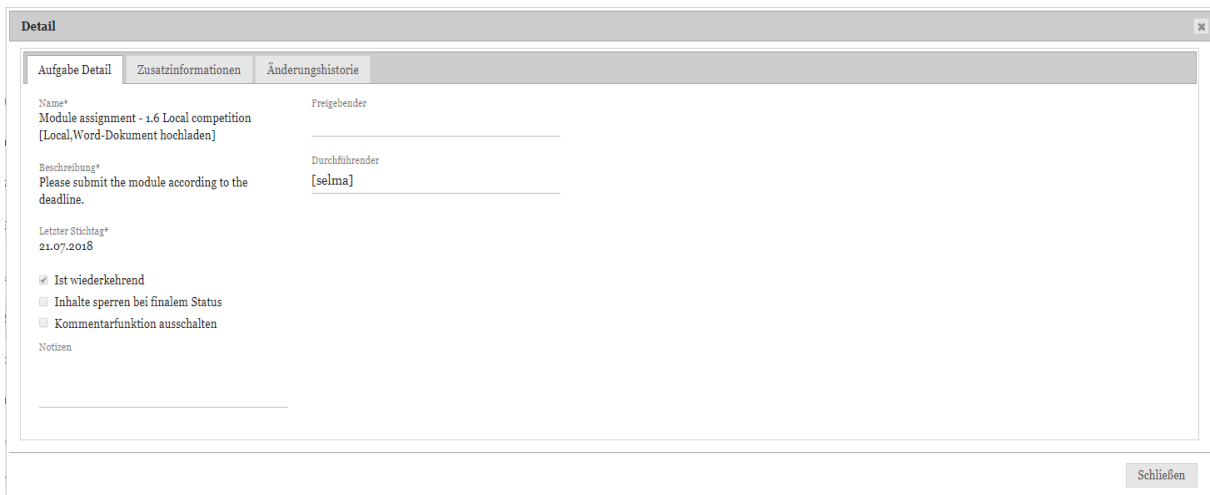 Detail
Aufgabe Detail
Zusatzinformationen
Änderungshistorie
Name*
Module assignment - 1.6 Local competition
[Local,Word-Dokument hochladen]
Beschreibung*
Please submit the module according to the
deadline.
Letzter Stichtag*
21.07.2018
Ist wiederkehrend
Inhalte sperren bei finalem Status
Kommentarfunktion ausschalten
Notizen
Freigebender
Durchführender
[selma]
Schließen